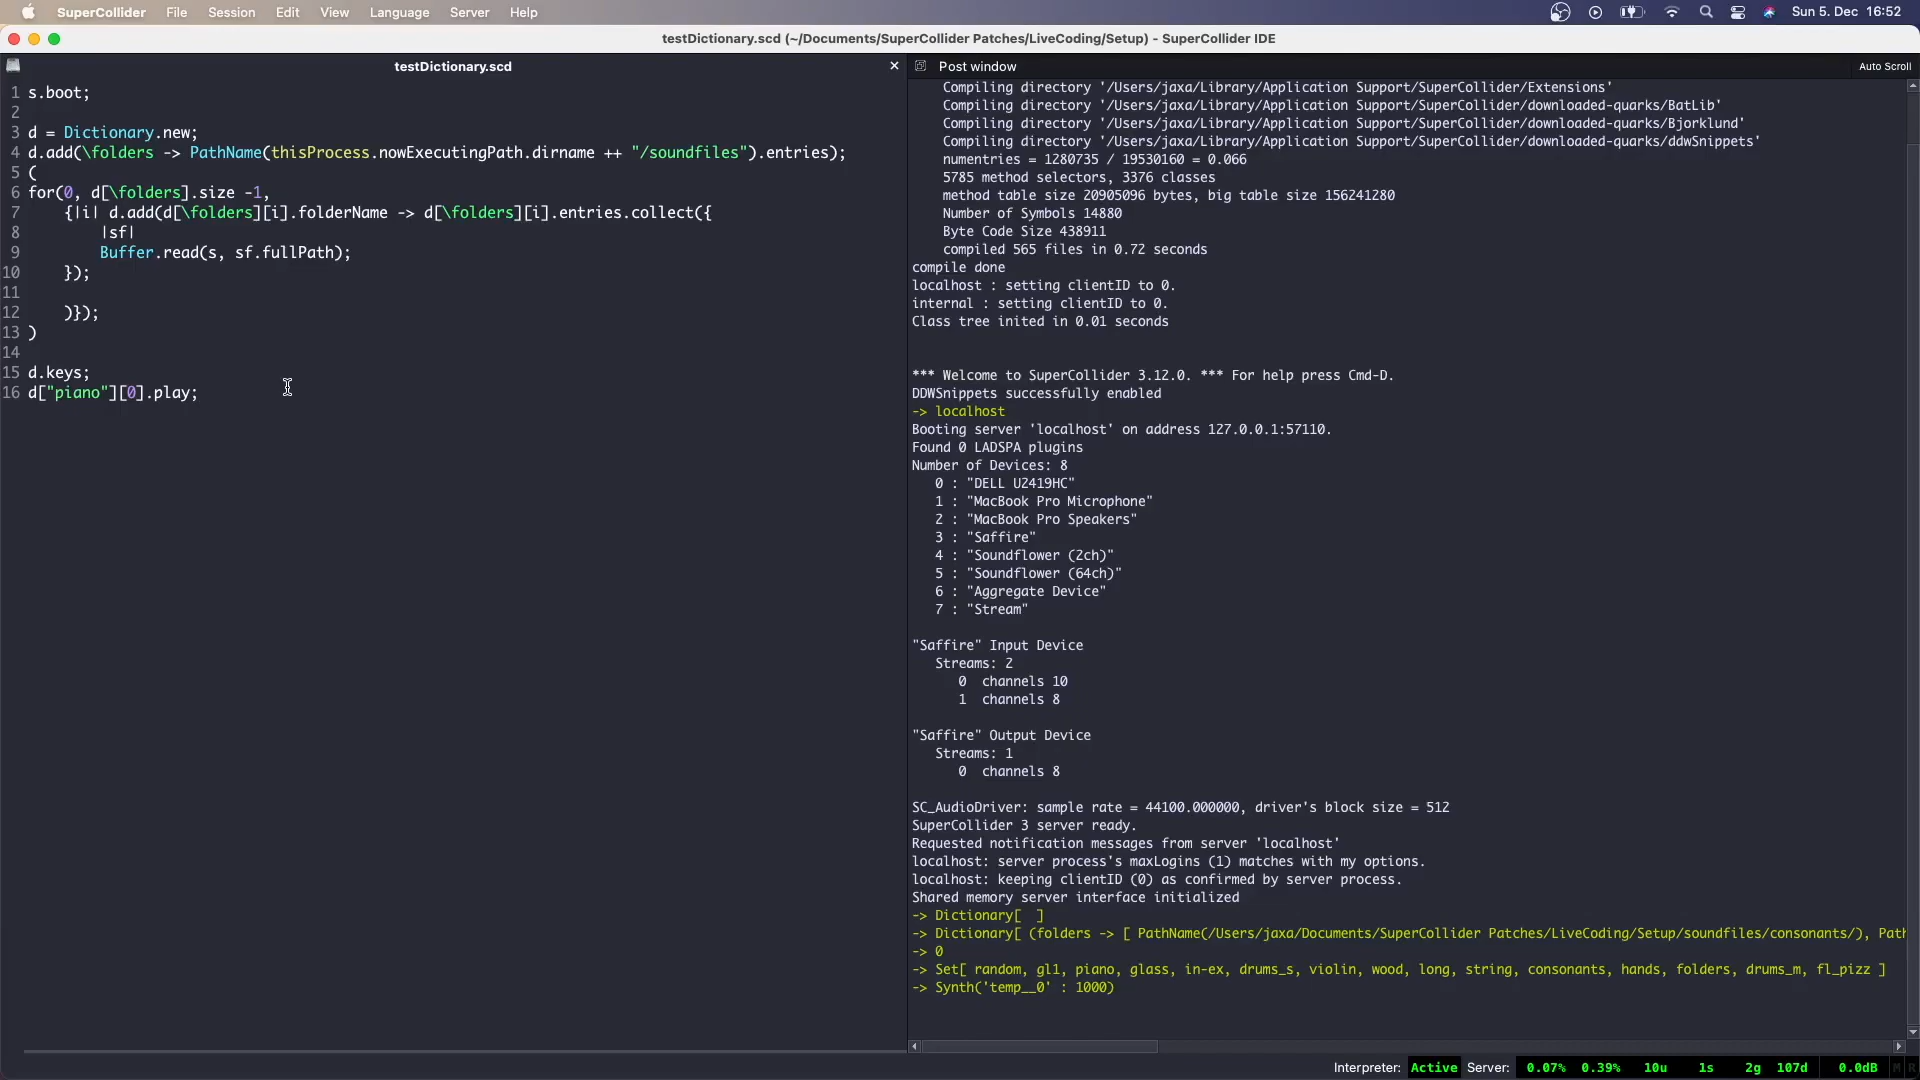 SuperCollider File Session Edit View Language Server Help Sun 5. Dec 16:52
testDictionary.scd (~/Documents/SuperCollider Patches/LiveCoding/Setup) - SuperCollider IDE
testDictionary.scd
1 s.boot;
2
3 d = Dictionary.new;
4 d.add(\folders -> PathName(thisProcess.nowExecutingPath.dirname ++ "/soundfiles").entries);
5 (
6 for(0, d[\folders].size -1,
7 {|i| d.add(d[\folders][i].folderName -> d[\folders][i].entries.collect({
8 |sf|
9 Buffer.read(s, sf.fullPath);
10 });
11
12 )});
13 )
14
15 d.keys;
16 d["piano"][0].play;
Post window Auto Scroll
Compiling directory '/Users/jaxa/Library/Application Support/SuperCollider/Extensions'
Compiling directory '/Users/jaxa/Library/Application Support/SuperCollider/downloaded-quarks/BatLib'
Compiling directory '/Users/jaxa/Library/Application Support/SuperCollider/downloaded-quarks/Bjorklund'
Compiling directory '/Users/jaxa/Library/Application Support/SuperCollider/downloaded-quarks/ddwSnippets'
numentries = 1280735 / 19530160 = 0.066
5785 method selectors, 3376 classes
method table size 20905096 bytes, big table size 156241280
Number of Symbols 14880
Byte Code Size 438911
compiled 565 files in 0.72 seconds
compile done
localhost : setting clientID to 0.
internal : setting clientID to 0.
Class tree inited in 0.01 seconds
*** Welcome to SuperCollider 3.12.0. *** For help press Cmd-D.
DDWSnippets successfully enabled
-> localhost
Booting server 'localhost' on address 127.0.0.1:57110.
Found 0 LADSPA plugins
Number of Devices: 8
0 : "DELL U2419HC"
1 : "MacBook Pro Microphone"
2 : "MacBook Pro Speakers"
3 : "Saffire"
4 : "Soundflower (2ch)"
5 : "Soundflower (64ch)"
6 : "Aggregate Device"
7 : "Stream"
"Saffire" Input Device
Streams: 2
0 channels 10
1 channels 8
"Saffire" Output Device
Streams: 1
0 channels 8
SC_AudioDriver: sample rate = 44100.000000, driver's block size = 512
SuperCollider 3 server ready.
Requested notification messages from server 'localhost'
localhost: server process's maxLogins (1) matches with my options.
localhost: keeping clientID (0) as confirmed by server process.
Shared memory server interface initialized
-> Dictionary[ ]
-> Dictionary[ (folders -> [ PathName(/Users/jaxa/Documents/SuperCollider Patches/LiveCoding/Setup/soundfiles/consonants/), Path
-> 0
-> Set[ random, gl1, piano, glass, in-ex, drums_s, violin, wood, long, string, consonants, hands, folders, drums_m, fl_pizz ]
-> Synth('temp__0' : 1000)
Interpreter: Active Server: 0.07% 0.39% 10u 1s 2g 107d 0.0dB M R